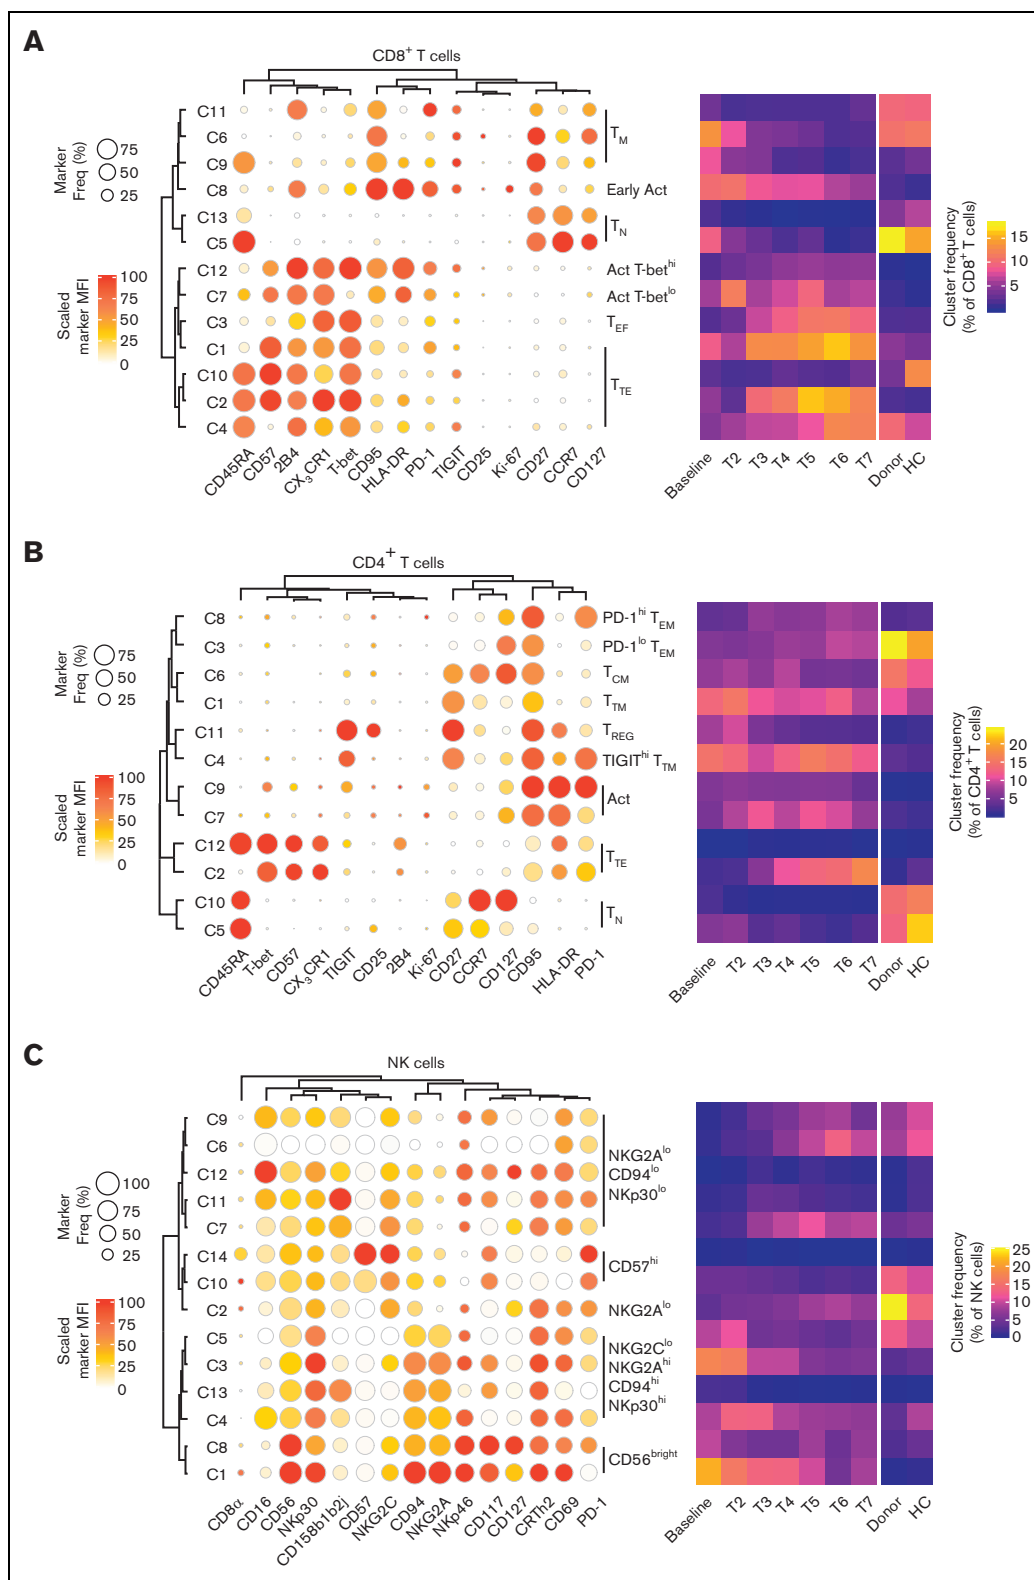 A
CD8+ T cells
Marker
Freq (%)
75
50
25
Scaled
marker MFI
100
75
50
25
0
C11
C6
C9
C8
C13
C5
C12
C7
C3
C1
C10
C2
C4
TM
Early Act
TN
Act T-bethi
Act T-betlo
TEF
TTE
CD45RA
CD57
2B4
CX3CR1
T-bet
CD95
HLA-DR
PD-1
TIGIT
CD25
Ki-67
CD27
CCR7
CD127
Baseline
T2
T3
T4
T5
T6
T7
Donor
HC
Cluster frequency
(% of CD8+ T cells)
15
10
5
B
CD4+ T cells
Marker
Freq (%)
75
50
25
Scaled
marker MFI
100
75
50
25
0
C8
C3
C6
C1
C11
C4
C9
C7
C12
C2
C10
C5
PD-1hi TEM
PD-1lo TEM
TCM
TTM
TREG
TIGIThi TTM
Act
TTE
TN
CD45RA
T-bet
CD57
CX3CR1
TIGIT
CD25
2B4
Ki-67
CD27
CCR7
CD127
CD95
HLA-DR
PD-1
Baseline
T2
T3
T4
T5
T6
T7
Donor
HC
Cluster frequency
(% of CD4+ T cells)
20
15
10
5
C
NK cells
Marker
Freq (%)
100
75
50
25
Scaled
marker MFI
100
75
50
25
0
C9
C6
C12
C11
C7
C14
C10
C2
C5
C3
C13
C4
C8
C1
NKG2Alo
CD94lo
NKp30lo
CD57hi
NKG2Alo
NKG2Clo
NKG2Ahi
CD94hi
NKp30hi
CD56bright
CD8α
CD16
CD56
NKp30
CD158b1b2j
CD57
NKG2C
CD94
NKG2A
NKp46
CD117
CD127
CRTh2
CD69
PD-1
Baseline
T2
T3
T4
T5
T6
T7
Donor
HC
Cluster frequency
(% of NK cells)
25
20
15
10
5
0